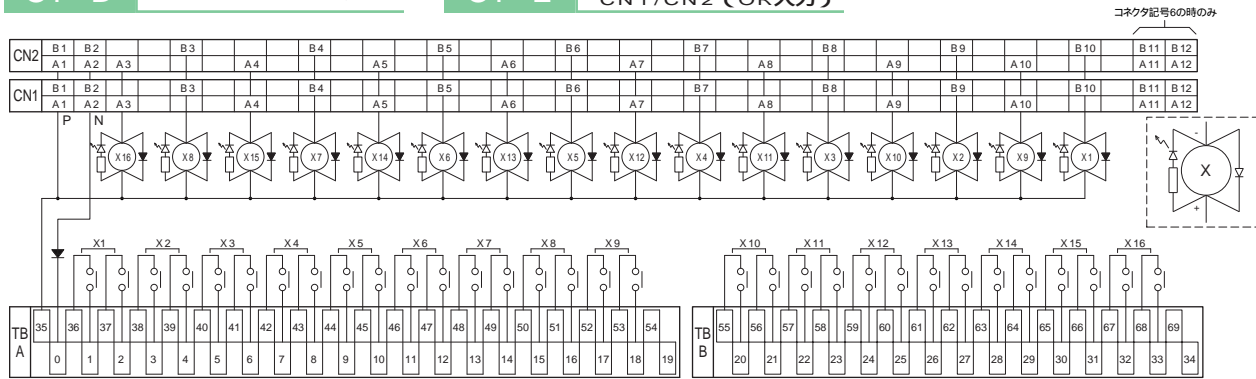 CN1/CN2 (OR入力)
コネクタ記号6の時のみ
CN2
B1 B2 B3 B4 B5 B6 B7 B8 B9 B10 B11 B12
A1 A2 A3 A4 A5 A6 A7 A8 A9 A10 A11 A12
CN1
B1 B2 B3 B4 B5 B6 B7 B8 B9 B10 B11 B12
A1 A2 A3 A4 A5 A6 A7 A8 A9 A10 A11 A12
P N
X16 X8 X15 X7 X14 X6 X13 X5 X12 X4 X11 X3 X10 X2 X9 X1
-
X
+
X1 X2 X3 X4 X5 X6 X7 X8 X9 X10 X11 X12 X13 X14 X15 X16
TB A
35 36 37 38 39 40 41 42 43 44 45 46 47 48 49 50 51 52 53 54
0 1 2 3 4 5 6 7 8 9 10 11 12 13 14 15 16 17 18 19
TB B
55 56 57 58 59 60 61 62 63 64 65 66 67 68 69
20 21 22 23 24 25 26 27 28 29 30 31 32 33 34